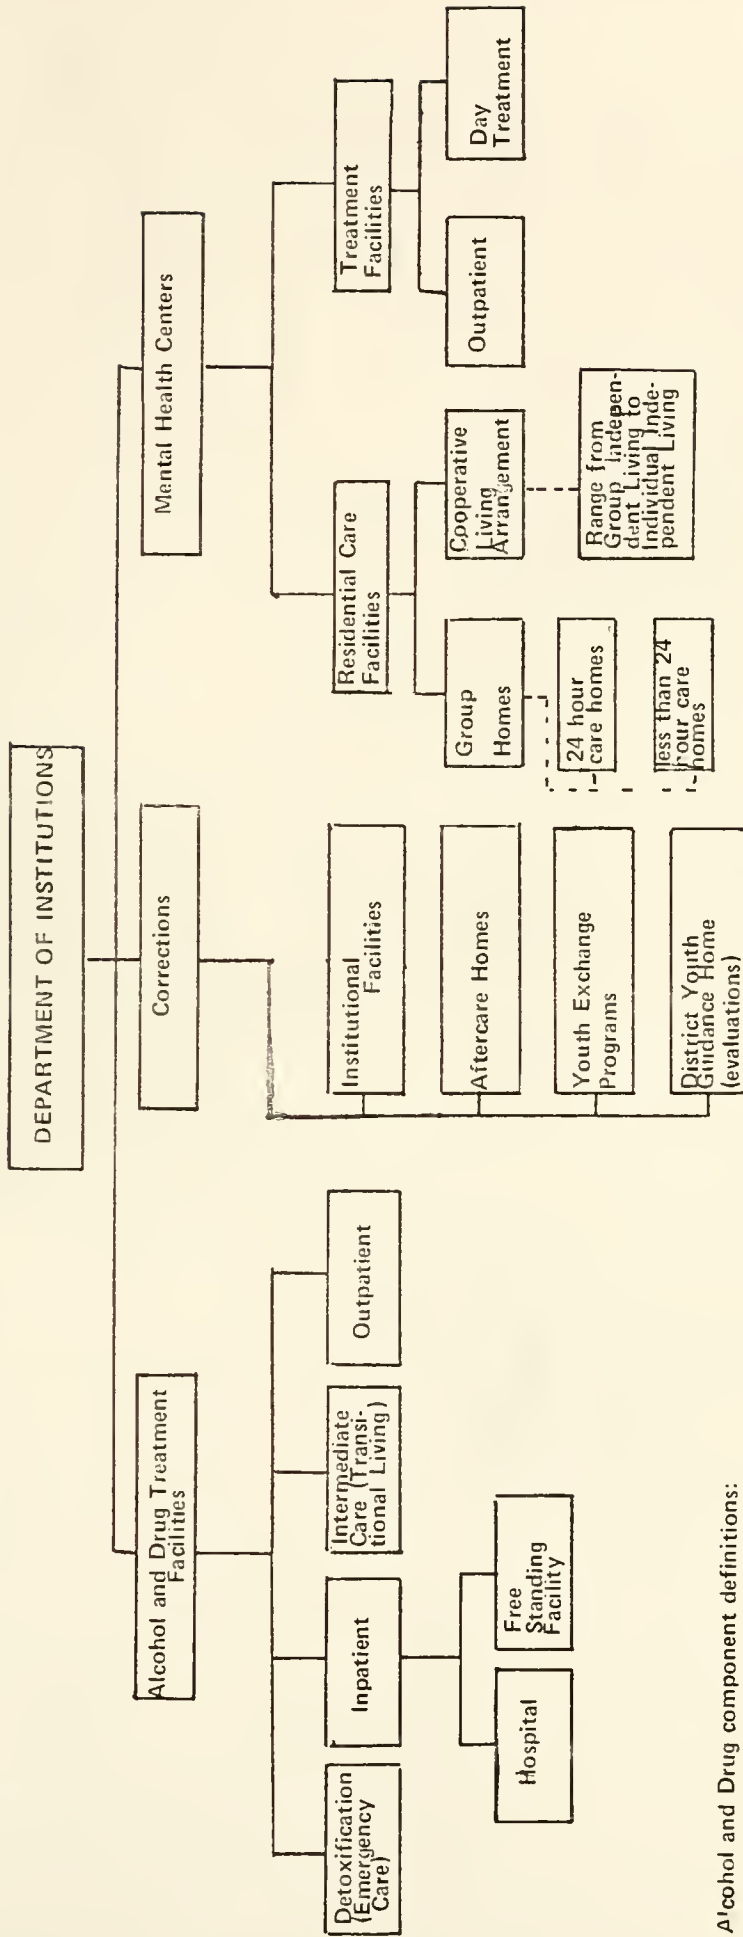 DEPARTMENT OF INSTITUTIONS
Alcohol and Drug Treatment
Facilities
Corrections
Mental Health Centers
Detoxification
(Emergency
Care)
Inpatient
Intermediate
Care (Transi-
tional Living)
Outpatient
Hospital
Free
Standing
Facility
Institutional
Facilities
Aftercare Homes
Youth Exchange
Programs
District Youth
Guidance Home
(evaluations)
Residential Care
Facilities
Treatment
Facilities
Group
Homes
Cooperative
Living
Arrangement
Outpatient
Day
Treatment
24 hour
care homes
less than 24
hour care
homes
Range from
Group Indepen-
dent Living to
Individual Inde-
pendent Living
Alcohol and Drug component definitions: